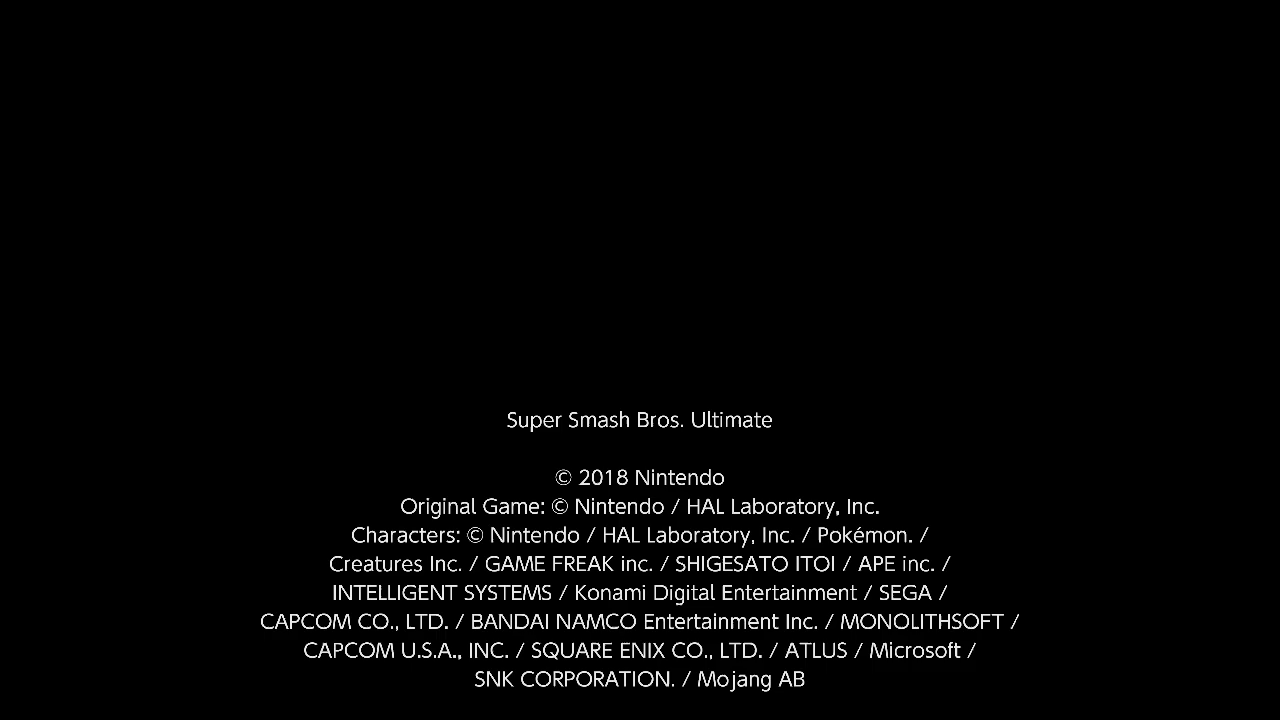 Super Smash Bros. Ultimate
© 2018 Nintendo
Original Game: © Nintendo / HAL Laboratory, Inc.
Characters: © Nintendo / HAL Laboratory, Inc. / Pokémon. /
Creatures Inc. / GAME FREAK inc. / SHIGESATO ITOI / APE inc. /
INTELLIGENT SYSTEMS / Konami Digital Entertainment / SEGA /
CAPCOM CO., LTD. / BANDAI NAMCO Entertainment Inc. / MONOLITHSOFT /
CAPCOM U.S.A., INC. / SQUARE ENIX CO., LTD. / ATLUS / Microsoft /
SNK CORPORATION. / Mojang AB